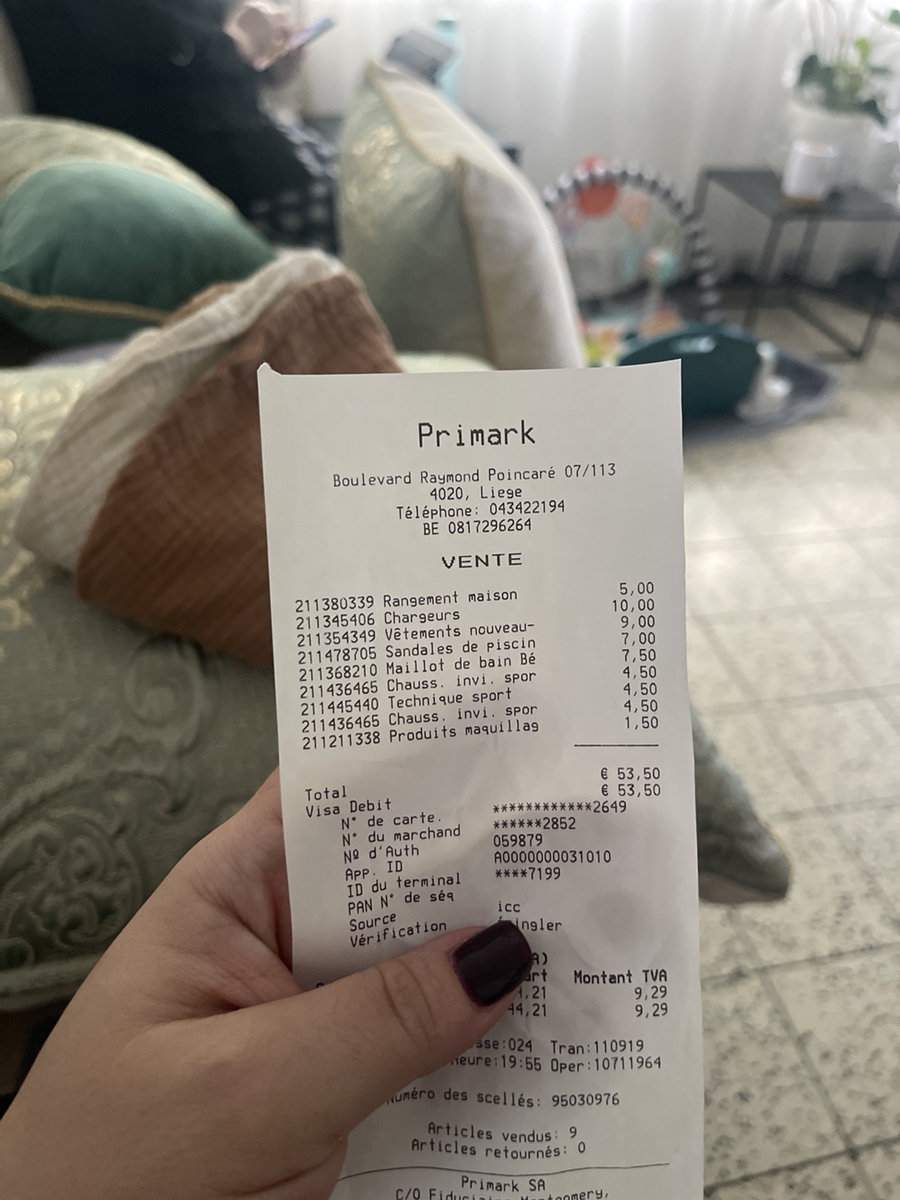 Primark
Boulevard Raymond Poincaré 07/113
4020, Liege
Téléphone: 043422194
BE 0817296264
VENTE
211380339 Rangement maison 5,00
211345406 Chargeurs 10,00
211354349 Vêtements nouveau- 9,00
211478705 Sandales de piscin 7,00
211368210 Maillot de bain Bé 7,50
211436465 Chauss. invi. spor 4,50
211445440 Technique sport 4,50
211436465 Chauss. invi. spor 4,50
211211338 Produits maquillag 1,50
Total € 53,50
Visa Debit € 53,50
N° de carte. ************2649
N° du marchand ******2852
Nº d'Auth 059879
App. ID A0000000031010
ID du terminal ****7199
PAN N° de séq
Source icc
Vérification
Montant TVA
9,29
44,21 9,29
sse:024 Tran:110919
heure:19:55 Oper:10711964
Numéro des scellés: 95030976
Articles vendus: 9
Articles retournés: 0
Primark SA
C/O